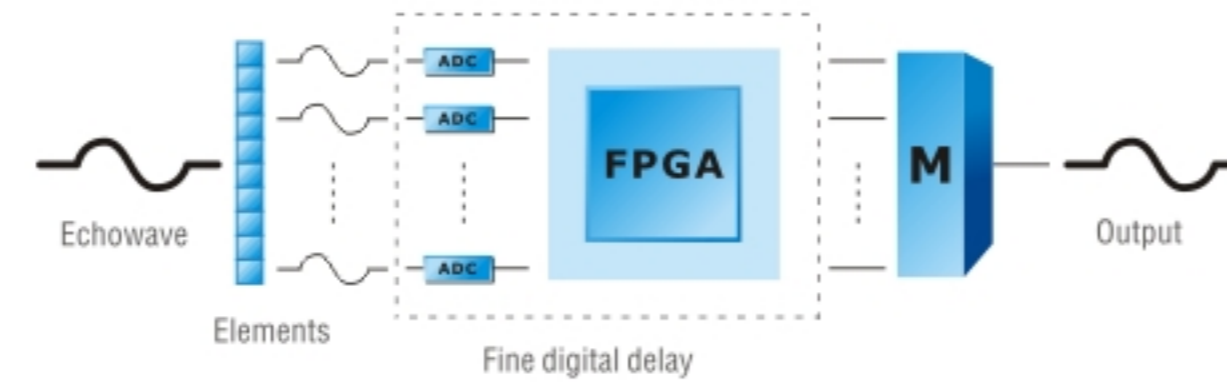 ADC
ADC
FPGA
M
Echowave
Output
ADC
Elements
Fine digital delay